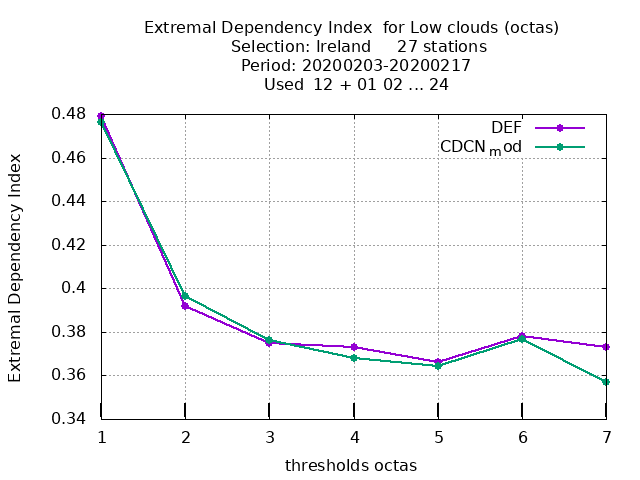 Extremal Dependency Index  for Low clouds (octas)
Selection: Ireland     27 stations
Period: 20200203-20200217
Used  12 + 01 02 ... 24
DEF
CDCN mod
Extremal Dependency Index
0.48
0.46
0.44
0.42
0.4
0.38
0.36
0.34
1 2 3 4 5 6 7
thresholds octas